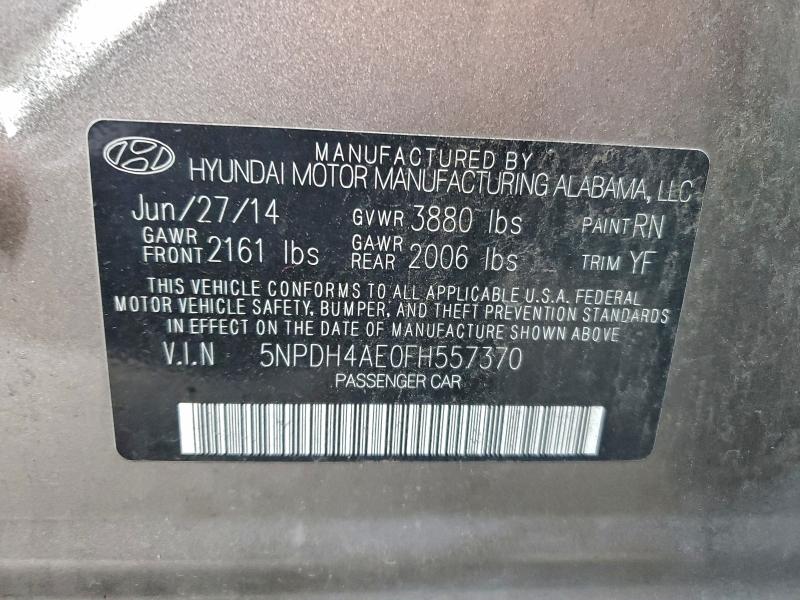 MANUFACTURED BY
HYUNDAI MOTOR MANUFACTURING ALABAMA, LLC
Jun/27/14 GVWR 3880 lbs PAINT RN
GAWR FRONT 2161 lbs GAWR REAR 2006 lbs TRIM YF
THIS VEHICLE CONFORMS TO ALL APPLICABLE U.S.A. FEDERAL
MOTOR VEHICLE SAFETY, BUMPER, AND THEFT PREVENTION STANDARDS
IN EFFECT ON THE DATE OF MANUFACTURE SHOWN ABOVE
V.I.N 5NPDH4AE0FH557370
PASSENGER CAR